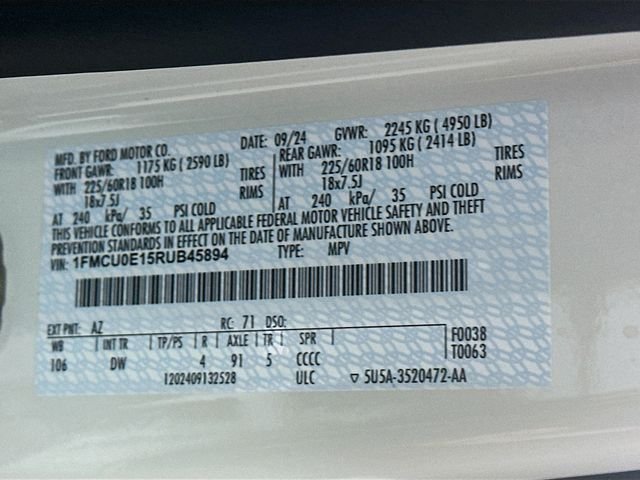 MFD. BY FORD MOTOR CO. DATE: 09/24 GVWR: 2245 KG ( 4950 LB)
FRONT GAWR: 1175 KG ( 2590 LB) REAR GAWR: 1095 KG ( 2414 LB)
WITH 225/60R18 100H TIRES WITH 225/60R18 100H TIRES
18x7.5J RIMS 18x7.5J RIMS
AT 240 kPa/ 35 PSI COLD AT 240 kPa/ 35 PSI COLD
CONFORMS TO ALL APPLICABLE FEDERAL MOTOR VEHICLE SAFETY AND THEFT
PREVENTION STANDARDS IN EFFECT ON THE DATE OF MANUFACTURE SHOWN ABOVE.
VIN: 1FMCU0E15RUB45894 TYPE: MPV
EXT PNT: AZ RC: 71 DSO:
WB | INT TR | TP/PS | R | AXLE | TR | SPR | F0038
106 DW 4 91 5 CCCC T0063
1202409132528 ULC ▽ 5U5A-3520472-AA